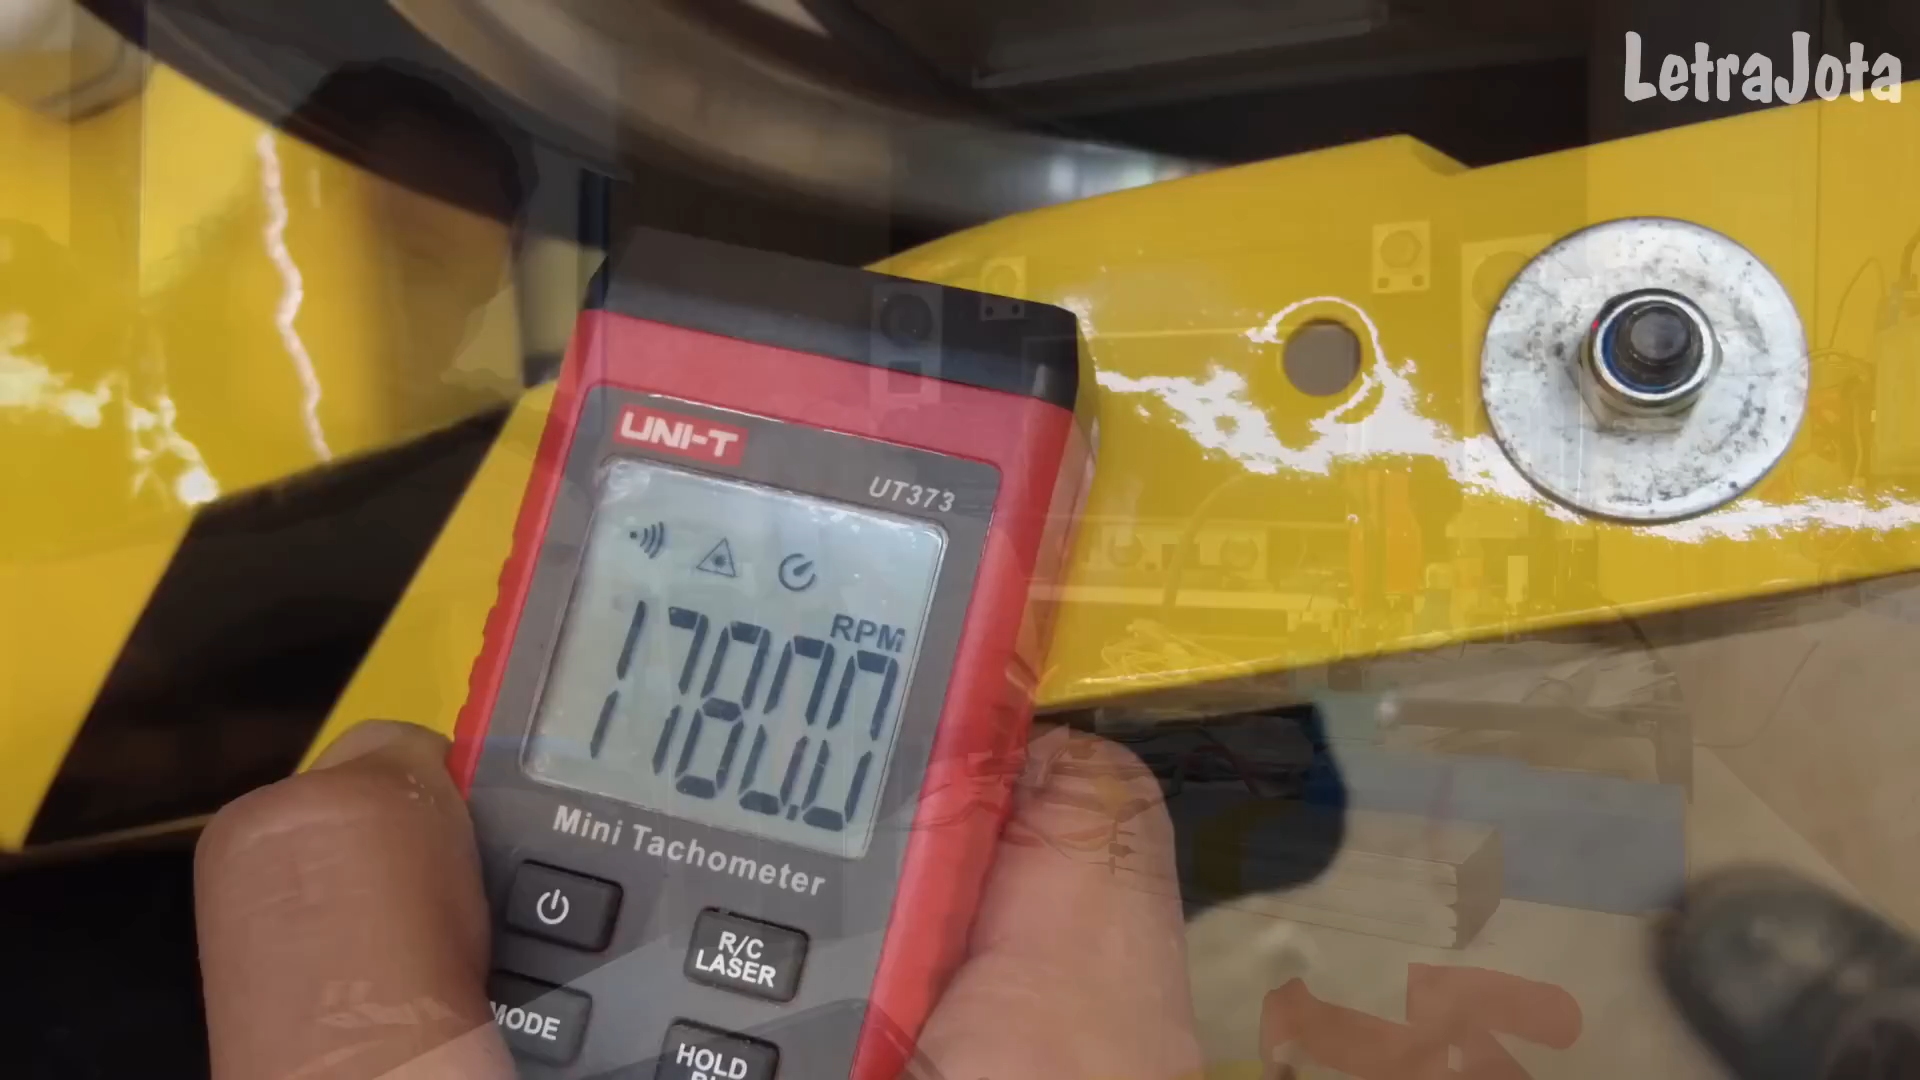 LetraJota
UNI-T
UT373
RPM
1780.0
Mini Tachometer
R/C
LASER
MODE
HOLD